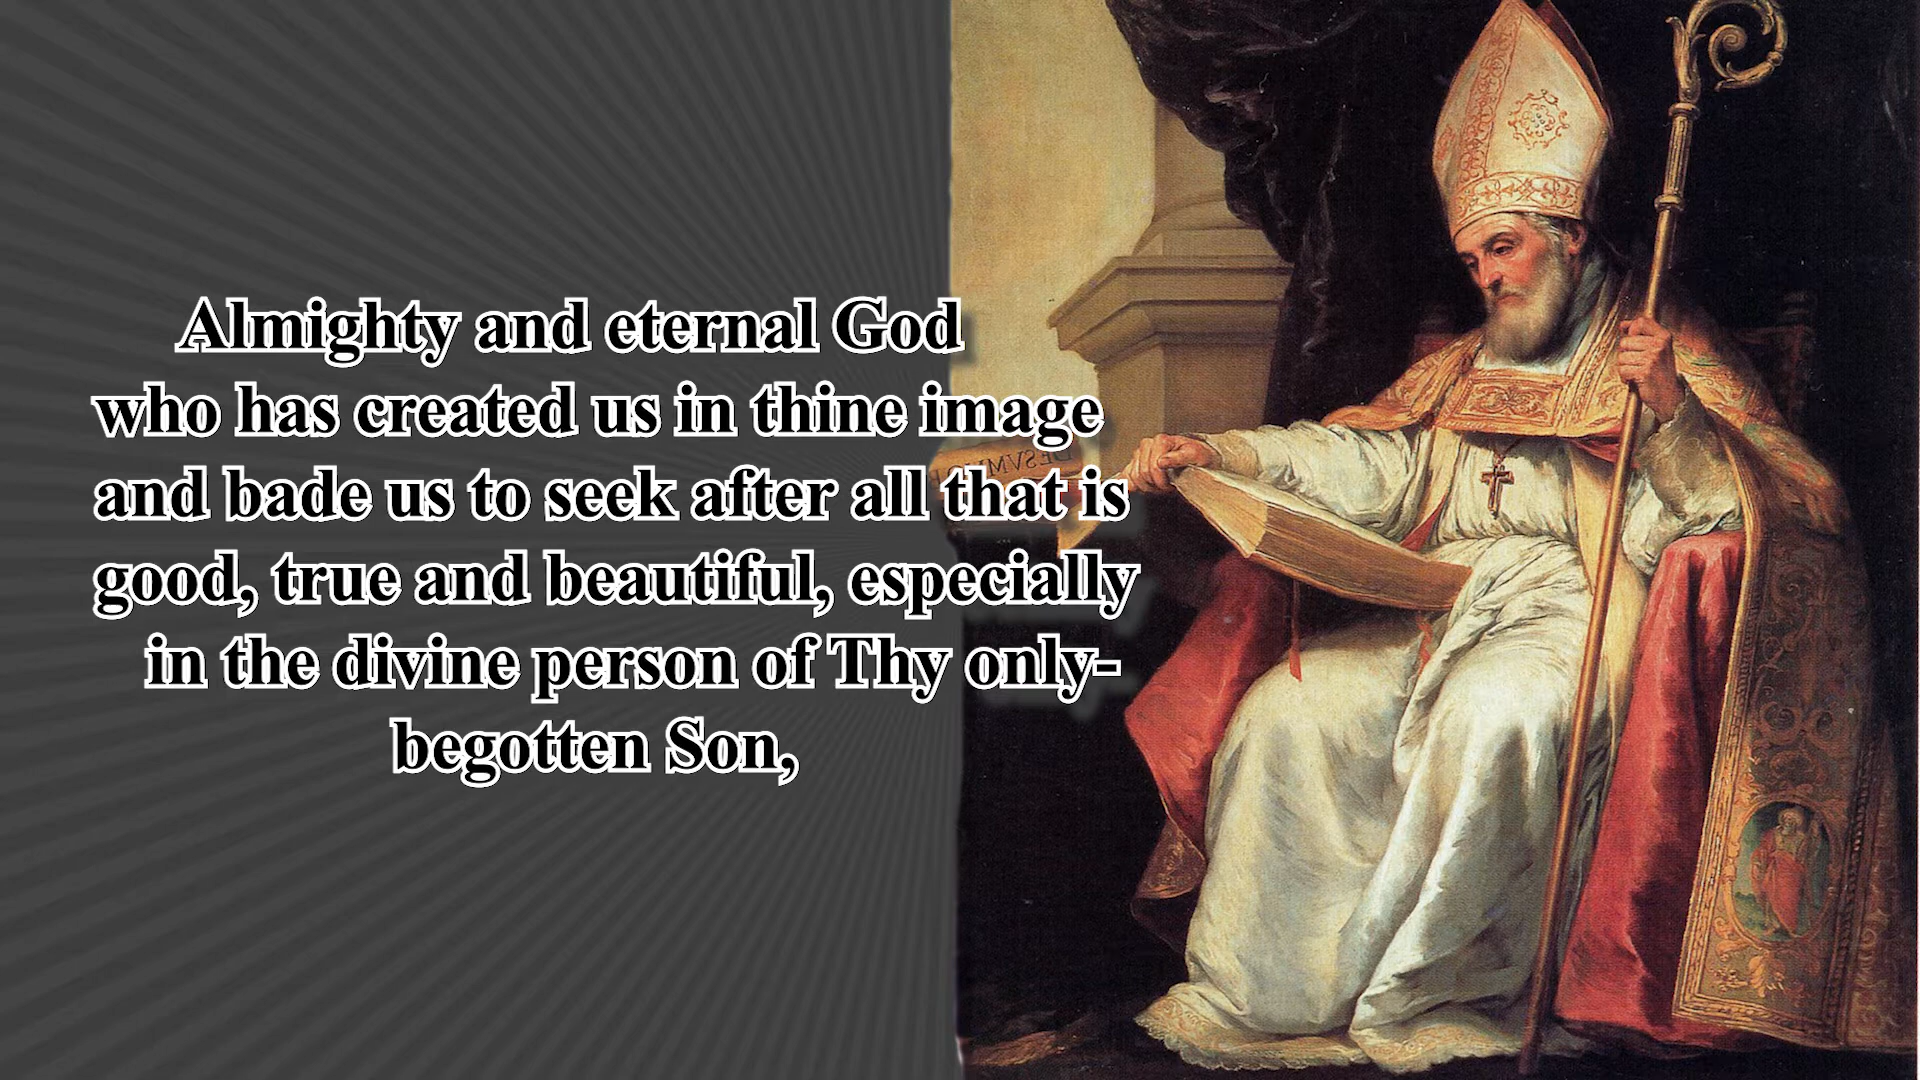 Almighty and eternal God
who has created us in thine image
and bade us to seek after all that is
good, true and beautiful, especially
in the divine person of Thy only-
begotten Son,